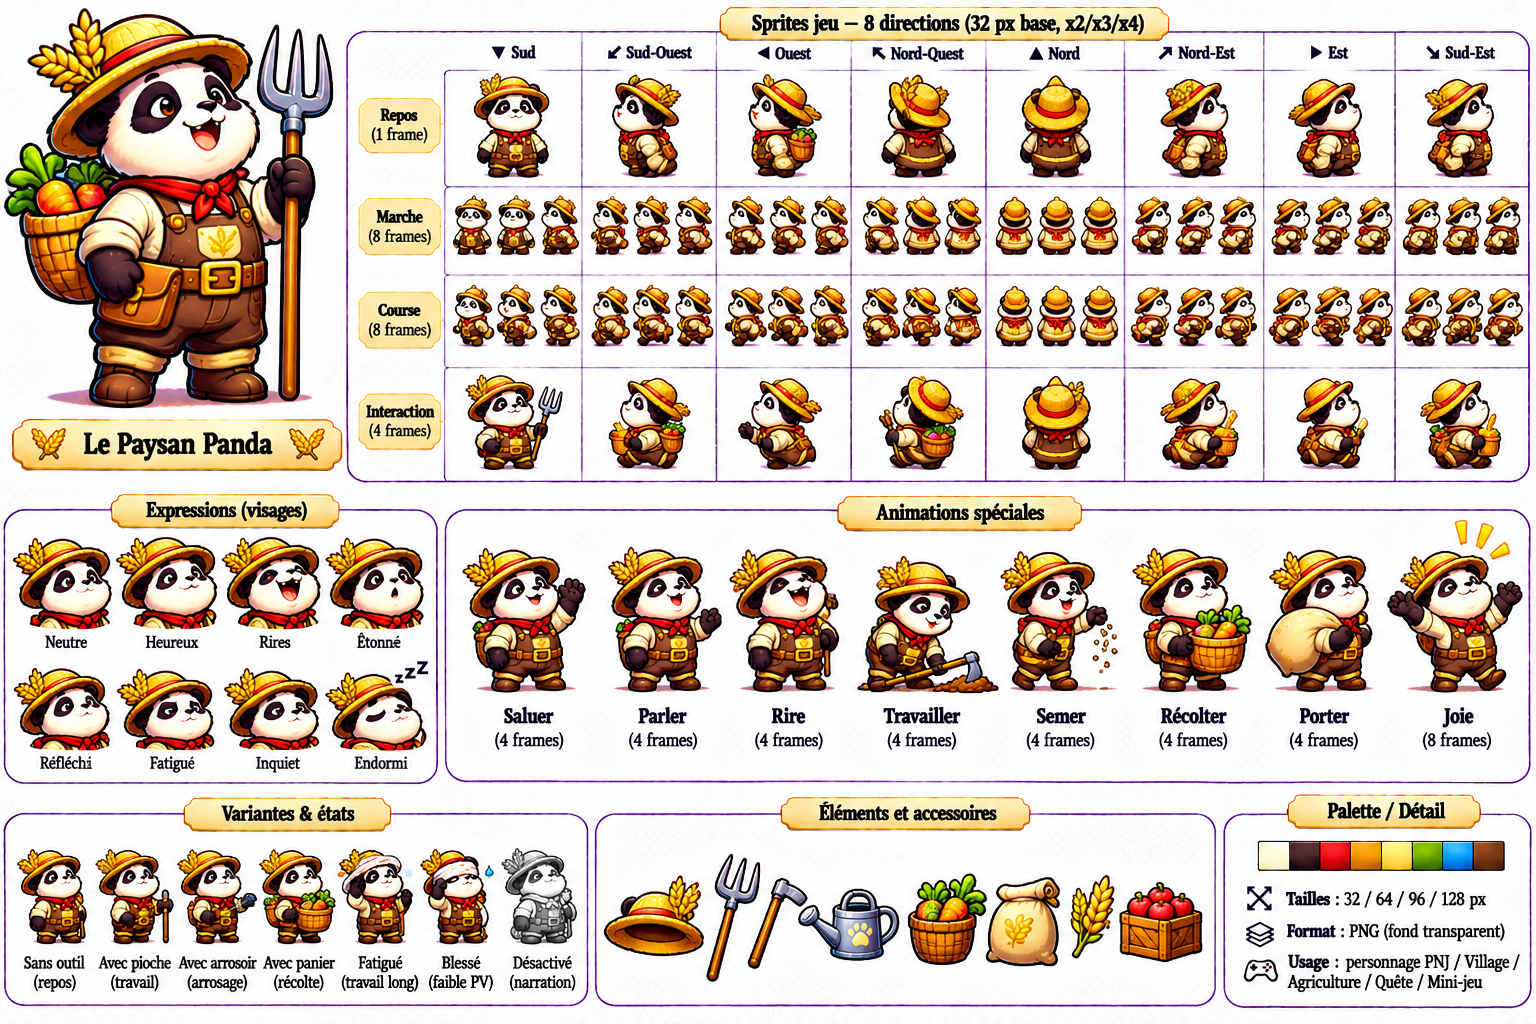 Sprites jeu – 8 directions (32 px base, x2/x3/x4)
▼ Sud
↙ Sud-Ouest
◀ Ouest
↖ Nord-Quest
▲ Nord
↗ Nord-Est
▶ Est
↘ Sud-Est
Repos
(1 frame)
Marche
(8 frames)
Course
(8 frames)
Interaction
(4 frames)
Le Paysan Panda
Expressions (visages)
Neutre
Heureux
Rires
Êtonné
zzZ
Réfléchi
Fatigué
Inquiet
Endormi
Animations spéciales
Saluer
(4 frames)
Parler
(4 frames)
Rire
(4 frames)
Travailler
(4 frames)
Semer
(4 frames)
Récolter
(4 frames)
Porter
(4 frames)
Joie
(8 frames)
Variantes & états
Sans outil
(repos)
Avec pioche
(travail)
Avec arrosoir
(arrosage)
Avec panier
(récolte)
Fatigué
(travail long)
Blessé
(faible PV)
Désactivé
(narration)
Éléments et accessoires
Palette / Détail
Tailles : 32 / 64 / 96 / 128 px
Format : PNG (fond transparent)
Usage : personnage PNJ / Village /
Agriculture / Quête / Mini-jeu